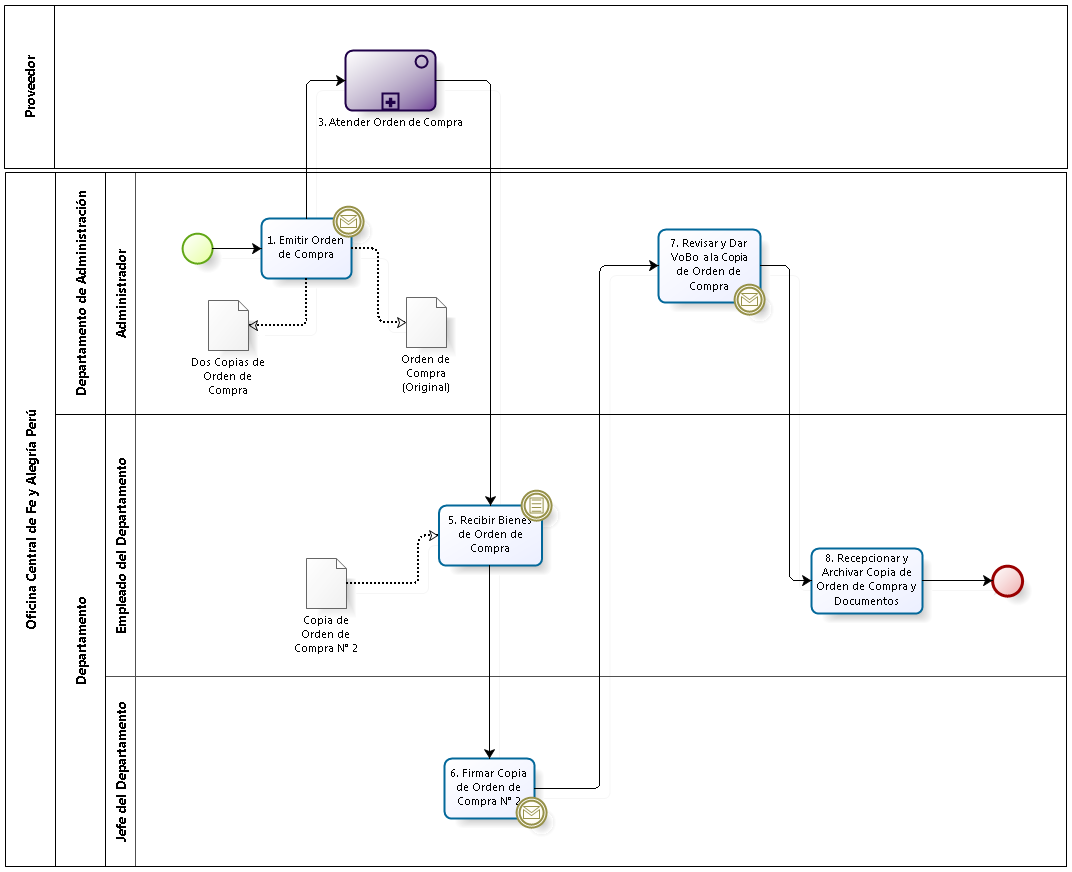 Proveedor
3. Atender Orden de Compra
Oficina Central de Fe y Alegría Perú
Departamento de Administración
Administrador
1. Emitir Orden
de Compra
Dos Copias de
Orden de
Compra
Orden de
Compra
(Original)
7. Revisar y Dar
VoBo a la Copia
de Orden de
Compra
Departamento
Empleado del Departamento
5. Recibir Bienes
de Orden de
Compra
Copia de
Orden de
Compra N° 2
8. Recepcionar y
Archivar Copia de
Orden de Compra y
Documentos
Jefe del Departamento
6. Firmar Copia
de Orden de
Compra N° 2